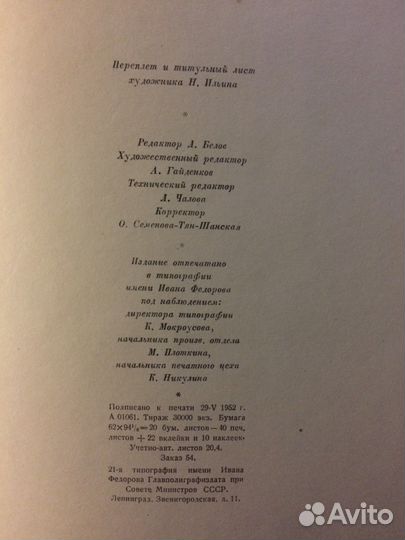 Переплет и титульный лист
художника Н. Ильина
*
Редактор Д. Белов
Художественный редактор
А. Гайденков
Технический редактор
Л. Чалова
Корректор
О. Семенова-Тян-Шанская
*
Издание отпечатано
в типографии
имени Ивана Федорова
под наблюдением:
директора типографии
К. Мокроусова,
начальника произв. отдела
М. Плоткина,
начальника печатного цеха
К. Никулина
*
Подписано к печати 29-V 1952 г.
А 01061. Тираж 30000 экз. Бумага
62×94¹/₈=20 бум. листов—40 печ.
листов + 22 вклейки и 10 наклеек.
Учетно-авт. листов 20,4.
Заказ 54.
21-я типография имени Ивана
Федорова Главполиграфиздата при
Совете Министров СССР.
Ленинград, Звенигородская, д. 11.
Avito